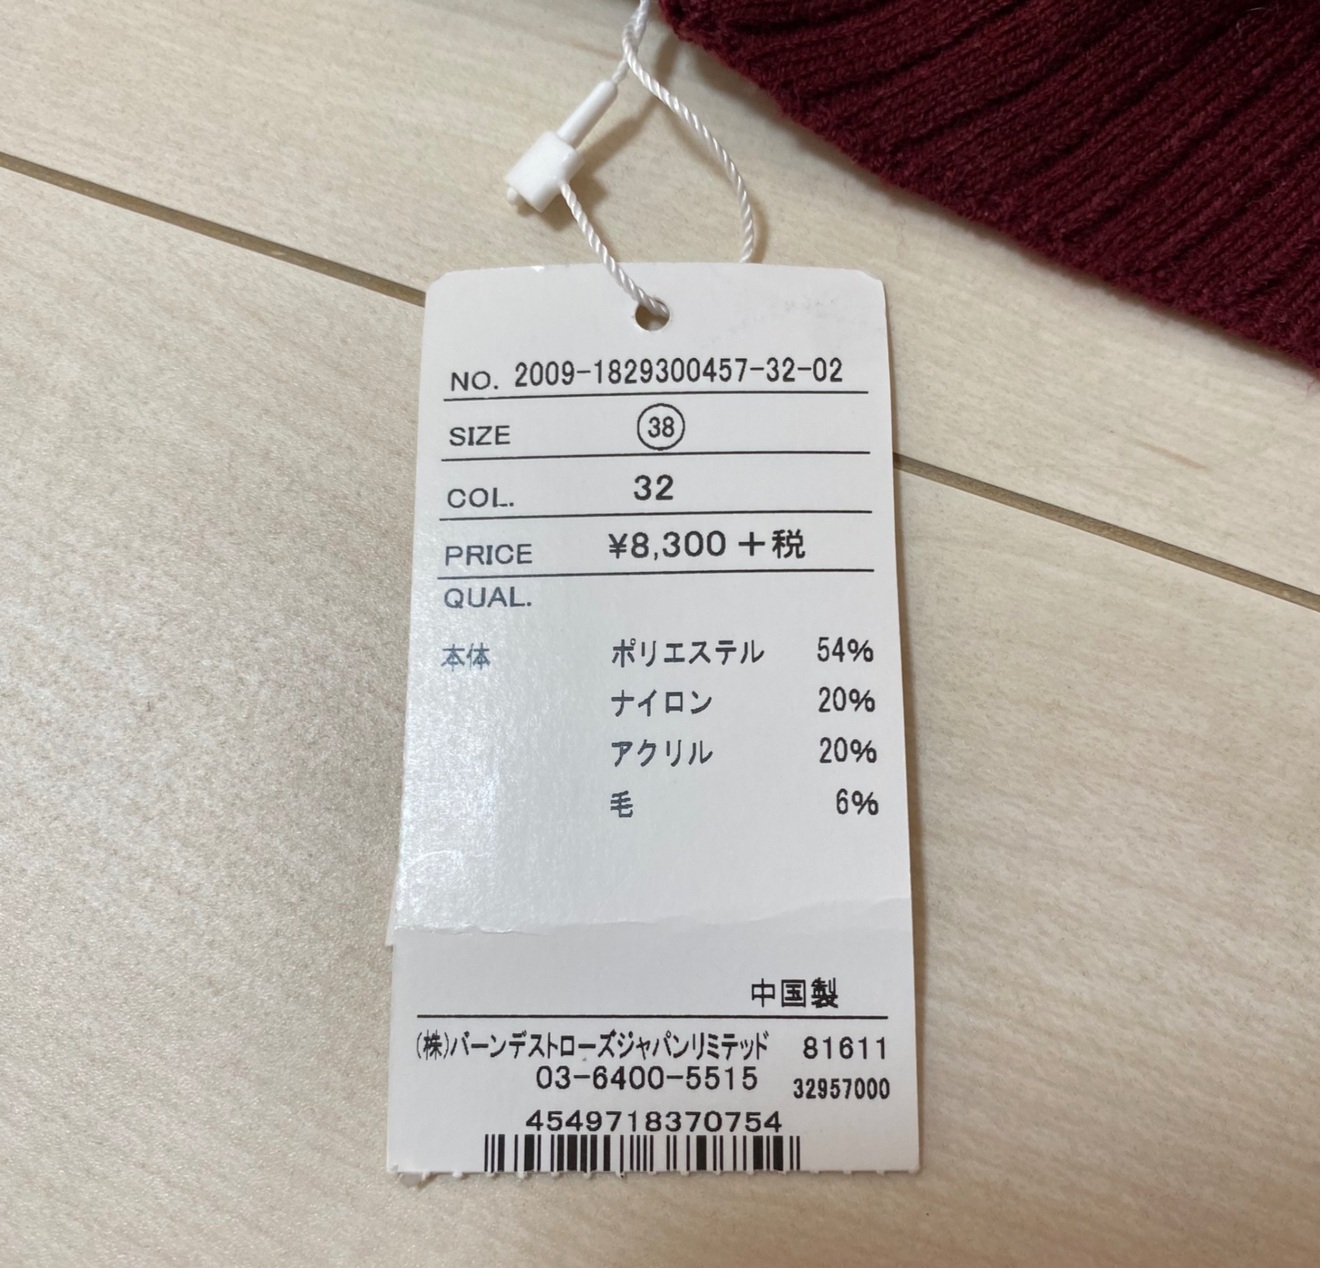 NO. 2009-1829300457-32-02
SIZE 38
COL. 32
PRICE ¥8,300+税
QUAL.
本体 ポリエステル 54%
ナイロン 20%
アクリル 20%
毛 6%
中国製
(株)バーンデストローズジャパンリミテッド 81611
03-6400-5515 32957000
4549718370754